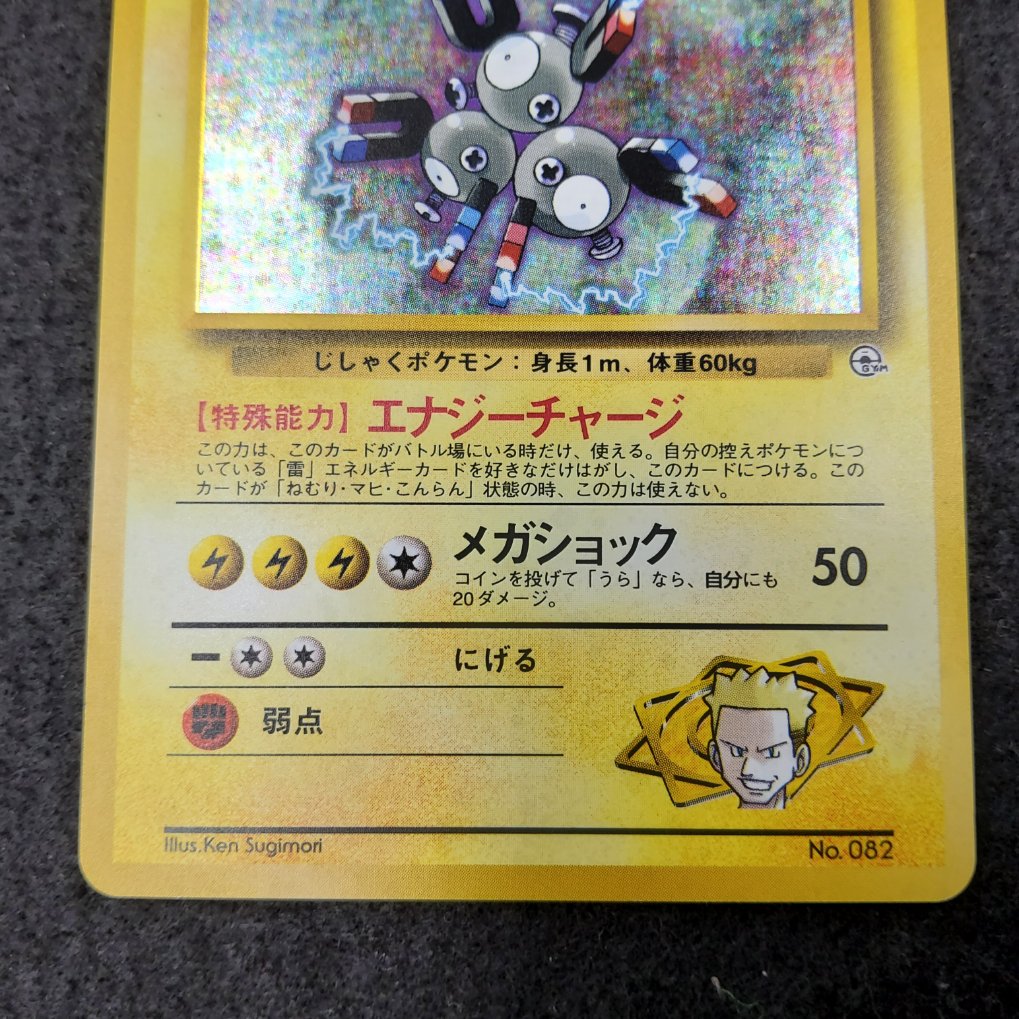 じしゃくポケモン：身長1m、体重60kg
GYM
【特殊能力】エナジーチャージ
この力は、このカードがバトル場にいる時だけ、使える。自分の控えポケモンにつ
いている「雷」エネルギーカードを好きなだけはがし、このカードにつける。この
カードが「ねむり・マヒ・こんらん」状態の時、この力は使えない。
メガショック 50
コインを投げて「うら」なら、自分にも
20ダメージ。
にげる
弱点
Illus.Ken Sugimori
No. 082